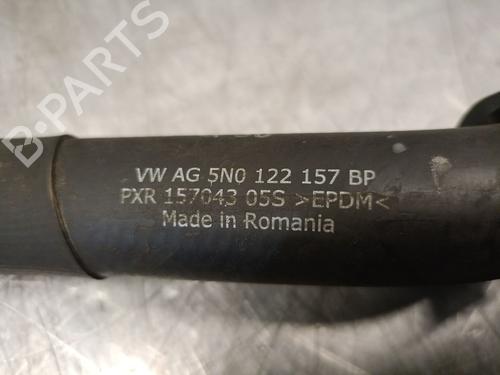 B-PARTS
VW AG 5N0 122 157 BP
PXR 157043 05S >EPDM<
Made in Romania